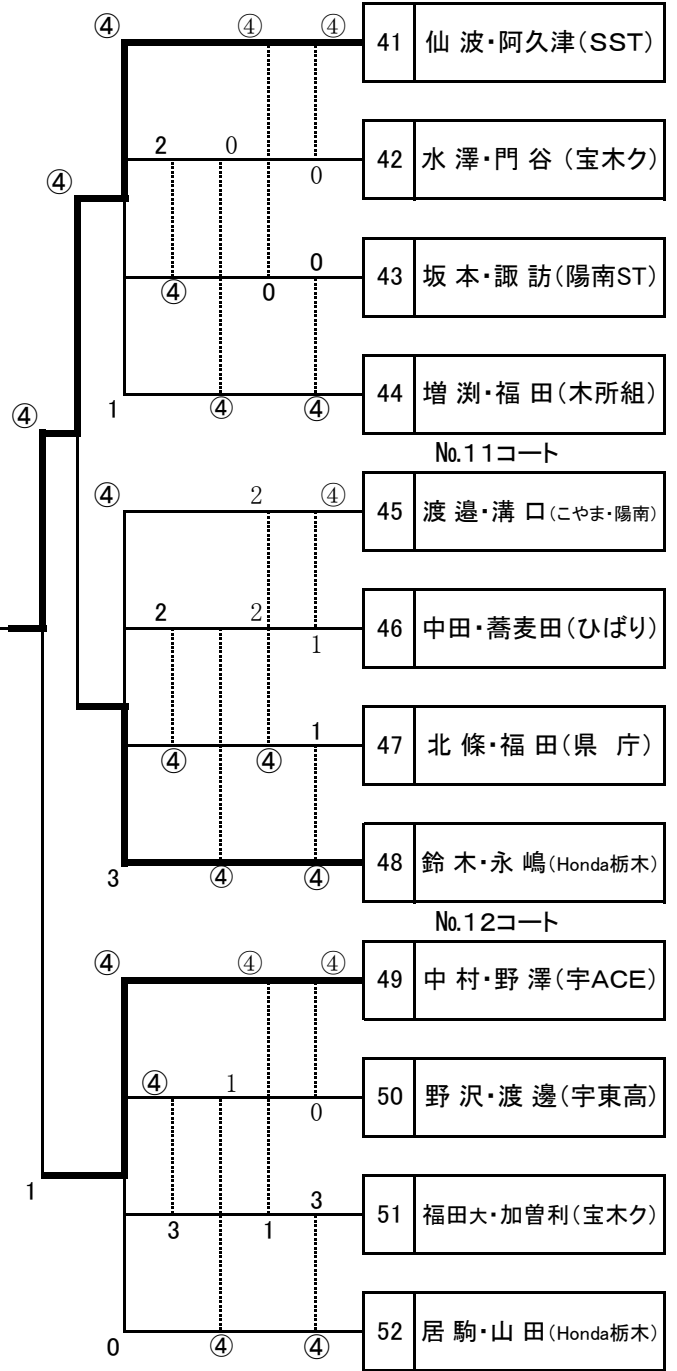 ④ ④ ④ 41 仙 波・阿久津(SST)
2 0 42 水 澤・門 谷 (宝木ク)
④ 0
0 43 坂 本・諏 訪(陽南ST)
④ 0
44 増 渕・福 田(木所組)
④ 1 ④ ④
№11コート
④ 2 ④ 45 渡 邉・溝 口(こやま・陽南)
2 2 46 中田・蕎麦田(ひばり)
1
1 47 北 條・福 田(県 庁)
④ ④
48 鈴 木・永 嶋(Honda栃木)
3 ④ ④
№12コート
④ ④ ④ 49 中 村・野 澤(宇ACE)
④ 1 50 野 沢・渡 邊(宇東高)
0
1 3 51 福田大・加曽利(宝木ク)
3 1
52 居 駒・山 田(Honda栃木)
0 ④ ④